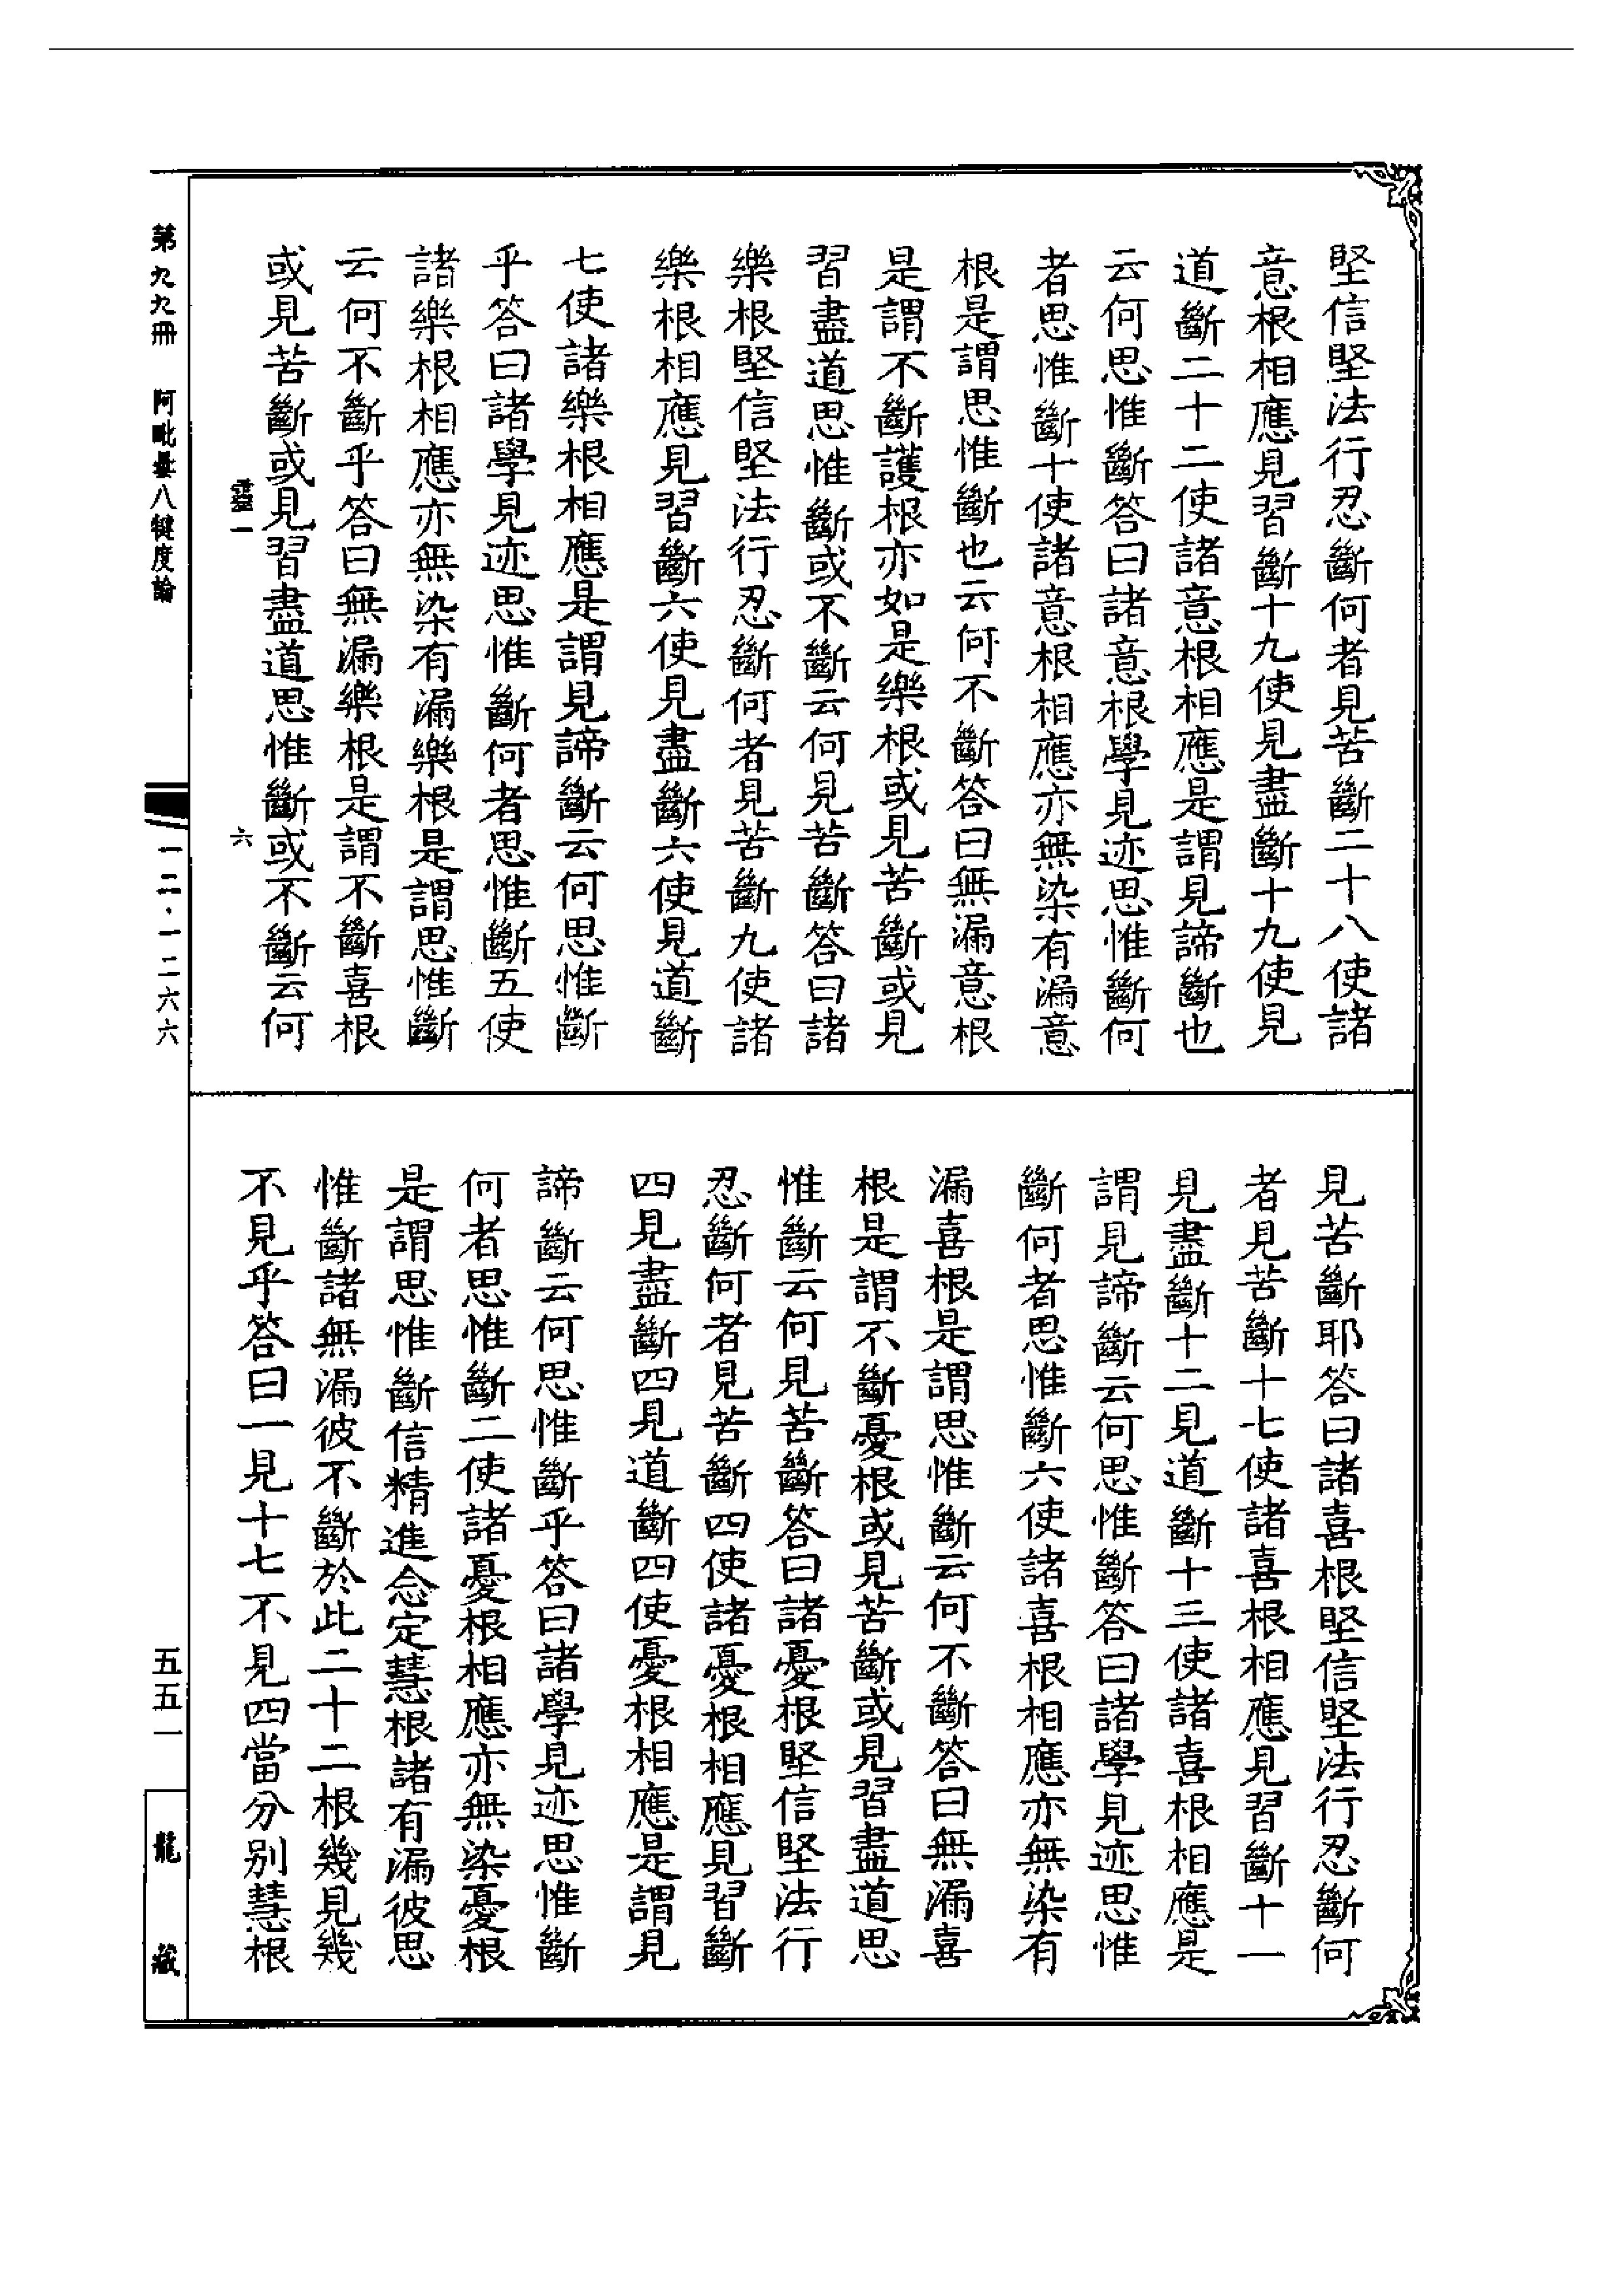 堅信堅法行忍斷何者見苦斷二十八使諸
意根相應見習斷十九使見盡斷十九使見
道斷二十二使諸意根相應是謂見諦斷也
云何思惟斷答曰諸意根學見迹思惟斷何
者思惟斷十使諸意根相應亦無染有漏意
根是謂思惟斷也云何不斷答曰無漏意根
是謂不斷護根亦如是樂根或見苦斷或見
習盡道思惟斷或不斷云何見苦斷答曰諸
樂根堅信堅法行忍斷何者見苦斷九使諸
樂根相應見習斷六使見盡斷六使見道斷
七使諸樂根相應是謂見諦斷云何思惟斷
乎答曰諸學見迹思惟斷何者思惟斷五使
諸樂根相應亦無染有漏樂根是謂思惟斷
云何不斷乎答曰無漏樂根是謂不斷喜根
或見苦斷或見習盡道思惟斷或不斷云何
靈一
六
見苦斷耶答曰諸喜根堅信堅法行忍斷何
者見苦斷十七使諸喜根相應見習斷十一
見盡斷十二見道斷十三使諸喜根相應是
謂見諦斷云何思惟斷答曰諸學見迹思惟
斷何者思惟斷六使諸喜根相應亦無染有
漏喜根是謂思惟斷云何不斷答曰無漏喜
根是謂不斷憂根或見苦斷或見習盡道思
惟斷云何見苦斷答曰諸憂根堅信堅法行
忍斷何者見苦斷四使諸憂根相應見習斷
四見盡斷四見道斷四使憂根相應是謂見
諦斷云何思惟斷乎答曰諸學見迹思惟斷
何者思惟斷二使諸憂根相應亦無染憂根
是謂思惟斷信精進念定慧根諸有漏彼思
惟斷諸無漏彼不斷於此二十二根幾見幾
不見乎答曰一見十七不見四當分別慧根
第九九冊 阿毗曇八犍度論
一二二·一二六六
五五一
龍藏